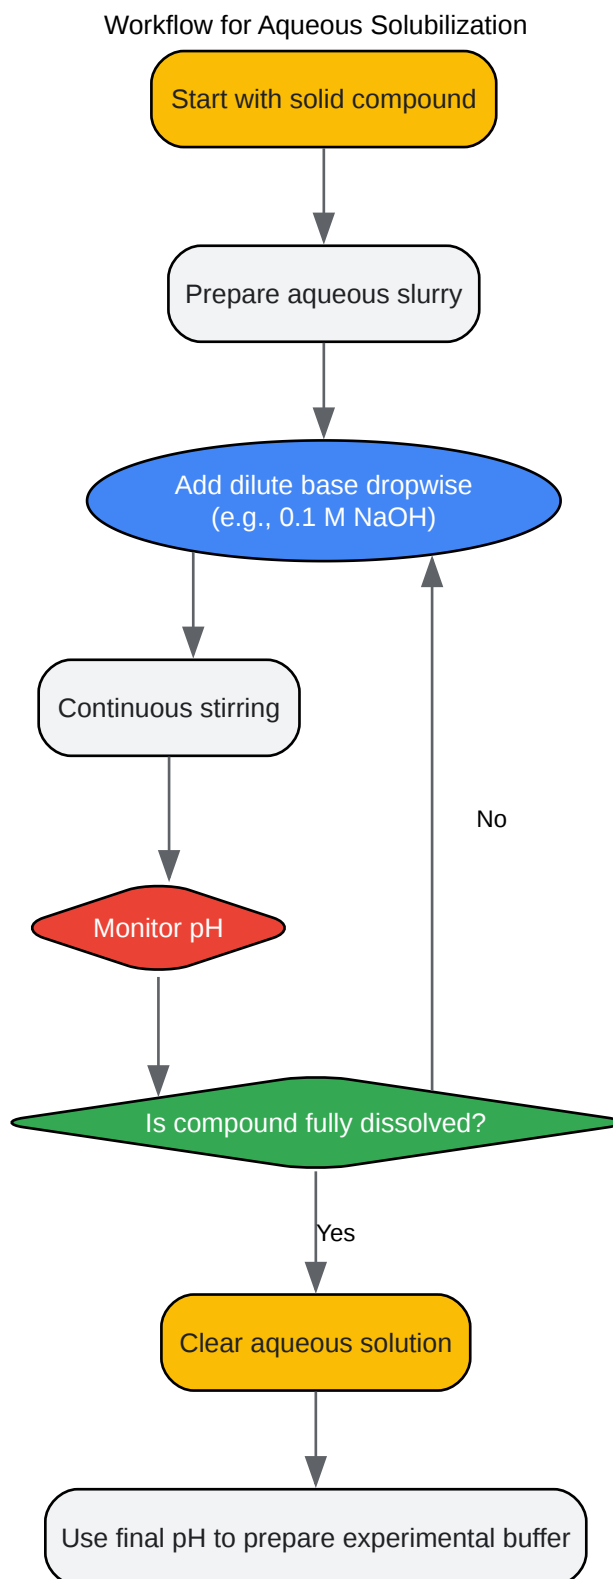 Workflow for Aqueous Solubilization
Start with solid compound
Prepare aqueous slurry
Add dilute base dropwise
(e.g., 0.1 M NaOH)
Continuous stirring
No
Monitor pH
Is compound fully dissolved?
Yes
Clear aqueous solution
Use final pH to prepare experimental buffer